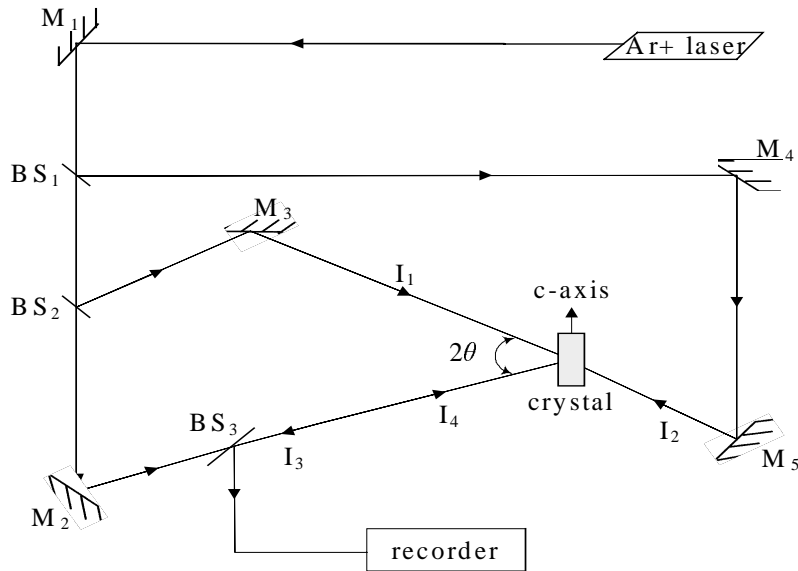 M1
Ar+ laser
BS1
M4
M3
I1
c-axis
BS2
2θ
crystal
BS3
I4
I2
I3
M5
M2
recorder